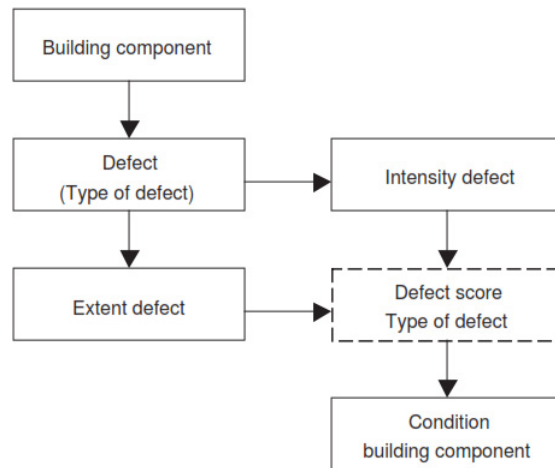 Building component
Defect
(Type of defect)
Intensity defect
Extent defect
Defect score
Type of defect
Condition
building component